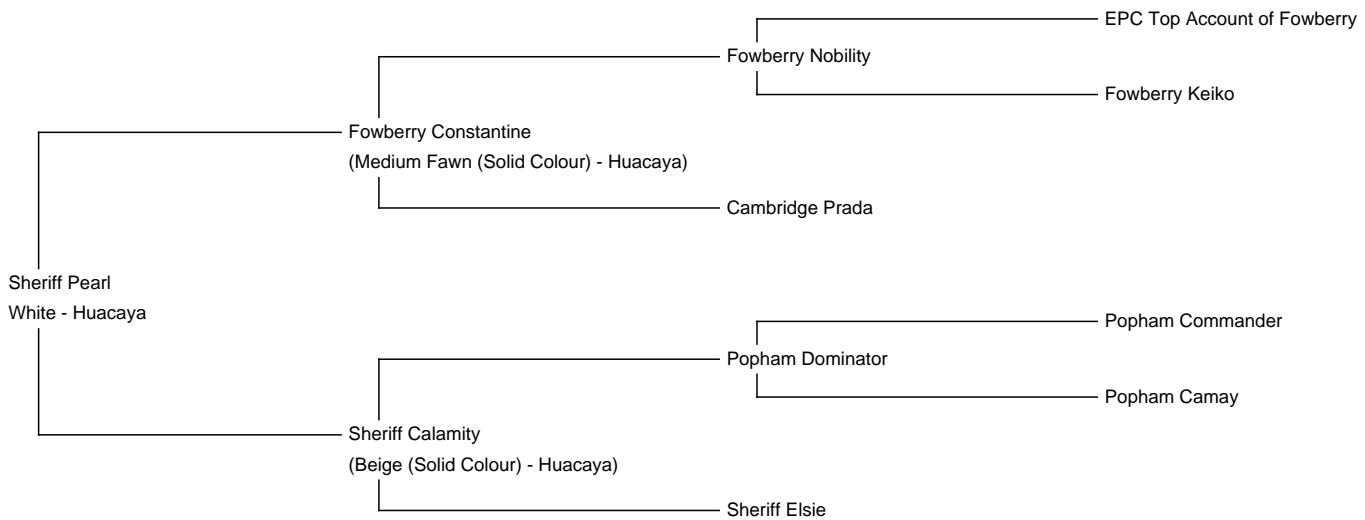 EPC Top Account of Fowberry
Fowberry Nobility
Fowberry Keiko
Fowberry Constantine
(Medium Fawn (Solid Colour) - Huacaya)
Cambridge Prada
Sheriff Pearl
White - Huacaya
Popham Commander
Popham Dominator
Popham Camay
Sheriff Calamity
(Beige (Solid Colour) - Huacaya)
Sheriff Elsie